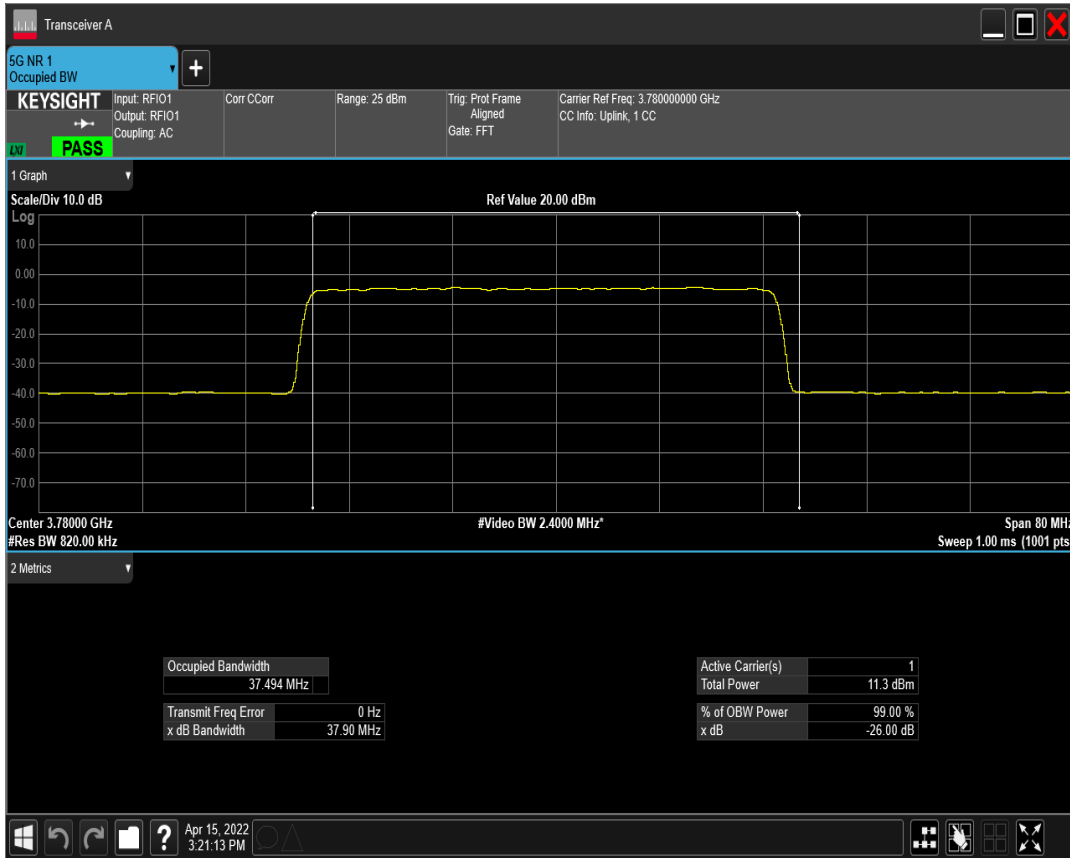 Transceiver A
5G NR 1
Occupied BW
+
KEYSIGHT
Input: RFIO1
Output: RFIO1
Coupling: AC
Corr CCorr
Range: 25 dBm
Trig: Prot Frame
Aligned
Gate: FFT
Carrier Ref Freq: 3.780000000 GHz
CC Info: Uplink, 1 CC
LXI
PASS
1 Graph
Scale/Div 10.0 dB
Ref Value 20.00 dBm
Log
10.0
0.00
-10.0
-20.0
-30.0
-40.0
-50.0
-60.0
-70.0
Center 3.78000 GHz
#Video BW 2.4000 MHz*
Span 80 MHz
#Res BW 820.00 kHz
Sweep 1.00 ms (1001 pts
2 Metrics
Occupied Bandwidth
37.494 MHz
Transmit Freq Error 0 Hz
x dB Bandwidth 37.90 MHz
Active Carrier(s) 1
Total Power 11.3 dBm
% of OBW Power 99.00 %
x dB -26.00 dB
?
Apr 15, 2022
3:21:13 PM